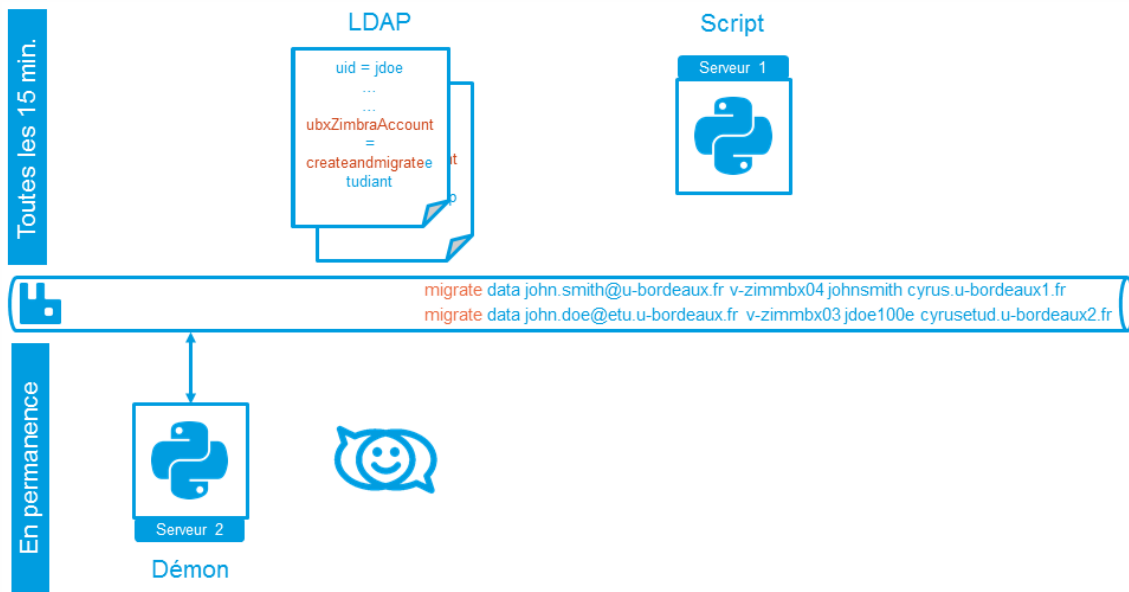 LDAP
Script
Toutes les 15 min.
uid = jdoe
...
...
ubxZimbraAccount
=
createandmigratee
tudiant
nt
p
Serveur 1
migrate data john.smith@u-bordeaux.fr v-zimmbx04 johnsmith cyrus.u-bordeaux1.fr
migrate data john.doe@etu.u-bordeaux.fr v-zimmbx03 jdoe100e cyrusetud.u-bordeaux2.fr
En permanence
Serveur 2
Démon